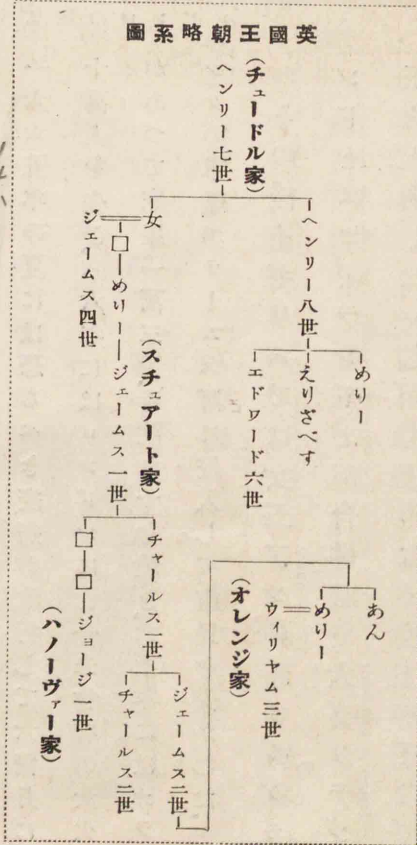 英國王朝略系圖
(チュードル家)
ヘンリー七世
ヘンリー八世
めりー
えりざべす
エドワード六世
女
ジェームス四世
□
めりー
ジェームス一世
(スチュアート家)
チャールス一世
□
□
ジョージ一世
(ハノーヴァー家)
ジェームス二世
チャールス二世
あん
めりー
ウィリヤム三世
(オレンジ家)